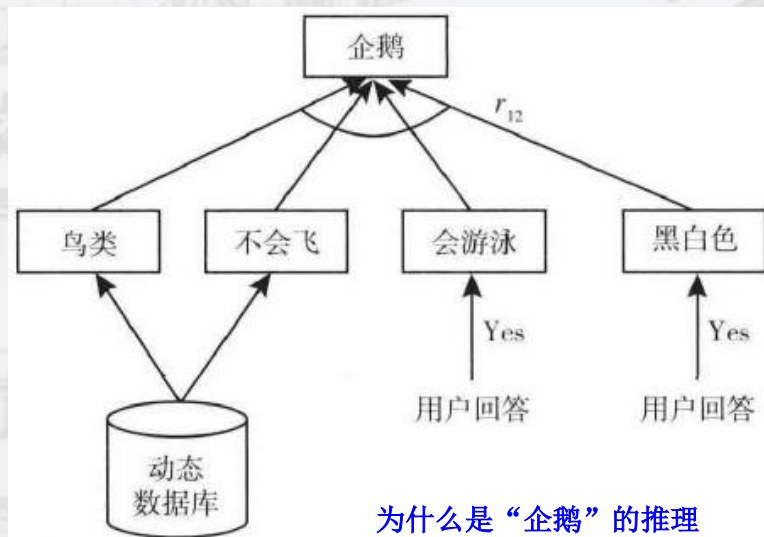 企鹅
r₁₂
鸟类
不会飞
会游泳
黑白色
Yes
Yes
用户回答
用户回答
动态
数据库
为什么是“企鹅”的推理